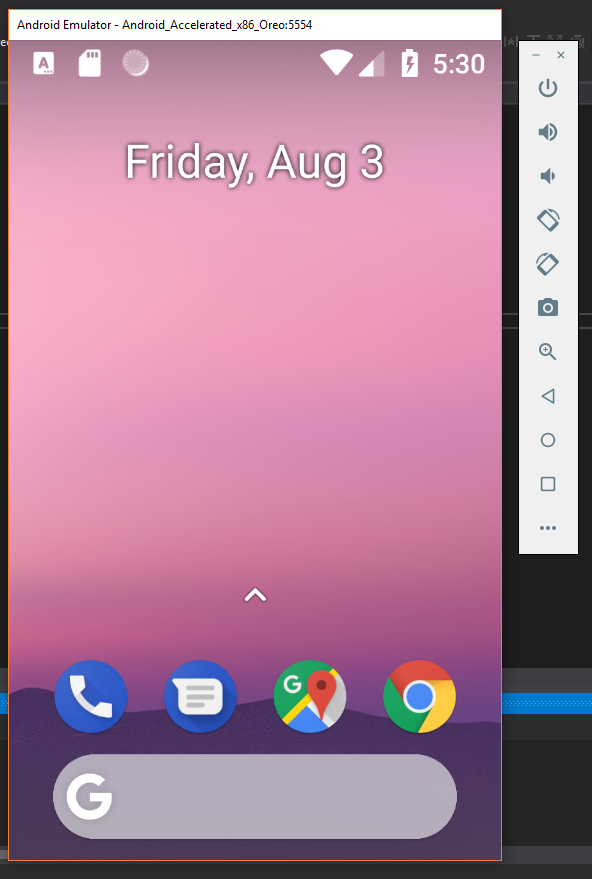 Android Emulator - Android_Accelerated_x86_Oreo:5554
A
5:30
Friday, Aug 3
G
G